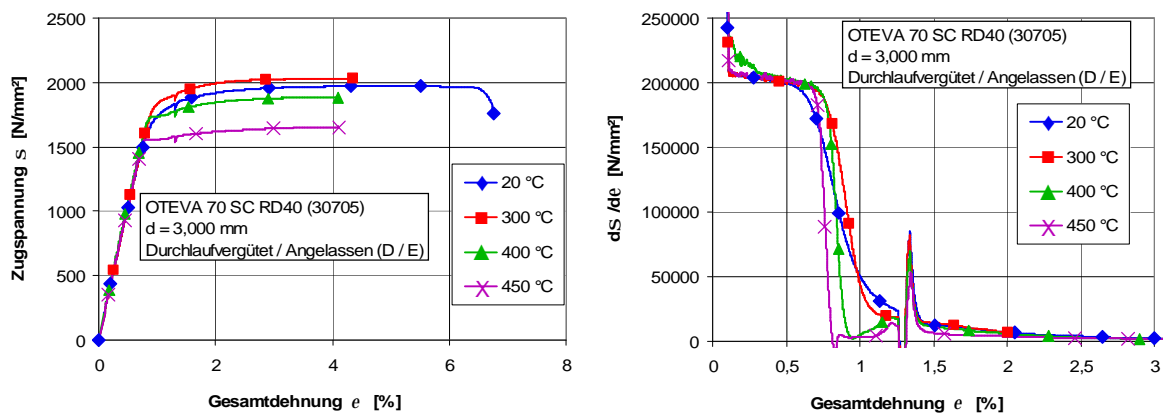 Zugspannung s [N/mm²]
2500
2000
1500
1000
500
0
0
2
4
6
8
Gesamtdehnung e [%]
OTEVA 70 SC RD40 (30705)
d = 3,000 mm
Durchlaufvergütet / Angelassen (D / E)
20 °C
300 °C
400 °C
450 °C
ds/de [N/mm²]
250000
200000
150000
100000
50000
0
0
0,5
1
1,5
2
2,5
3
Gesamtdehnung e [%]
OTEVA 70 SC RD40 (30705)
d = 3,000 mm
Durchlaufvergütet / Angelassen (D / E)
20 °C
300 °C
400 °C
450 °C